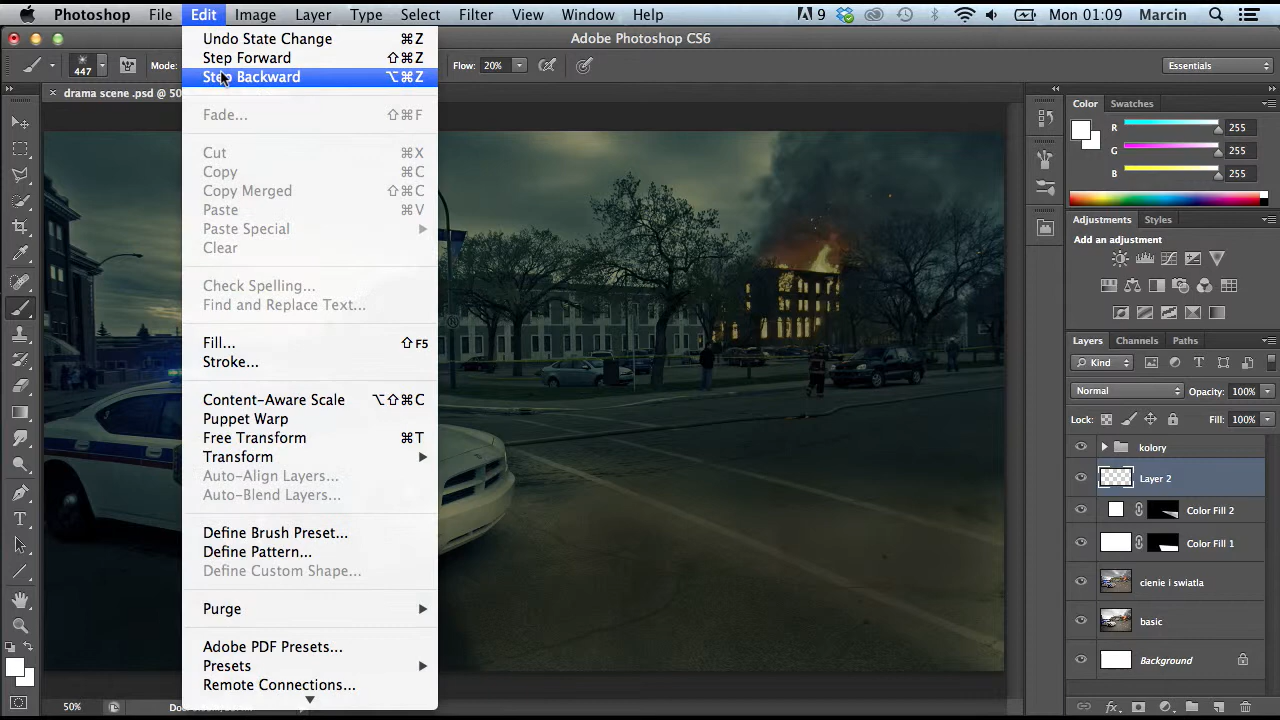 Photoshop File Edit Image Layer Type Select Filter View Window Help 9 Mon 01:09 Marcin
Adobe Photoshop CS6
447 Mode: Flow: 20% Essentials
drama scene .psd @ 50
Undo State Change ⌘Z
Step Forward ⇧⌘Z
Step Backward ⌥⌘Z
Fade... ⇧⌘F
Cut ⌘X
Copy ⌘C
Copy Merged ⇧⌘C
Paste ⌘V
Paste Special
Clear
Check Spelling...
Find and Replace Text...
Fill... ⇧F5
Stroke...
Content-Aware Scale ⌥⇧⌘C
Puppet Warp
Free Transform ⌘T
Transform
Auto-Align Layers...
Auto-Blend Layers...
Define Brush Preset...
Define Pattern...
Define Custom Shape...
Purge
Adobe PDF Presets...
Presets
Remote Connections...
50%
Color Swatches
R 255
G 255
B 255
Adjustments Styles
Add an adjustment
Layers Channels Paths
Kind
Normal Opacity: 100%
Lock: Fill: 100%
kolory
Layer 2
Color Fill 2
Color Fill 1
cienie i swiatla
basic
Background